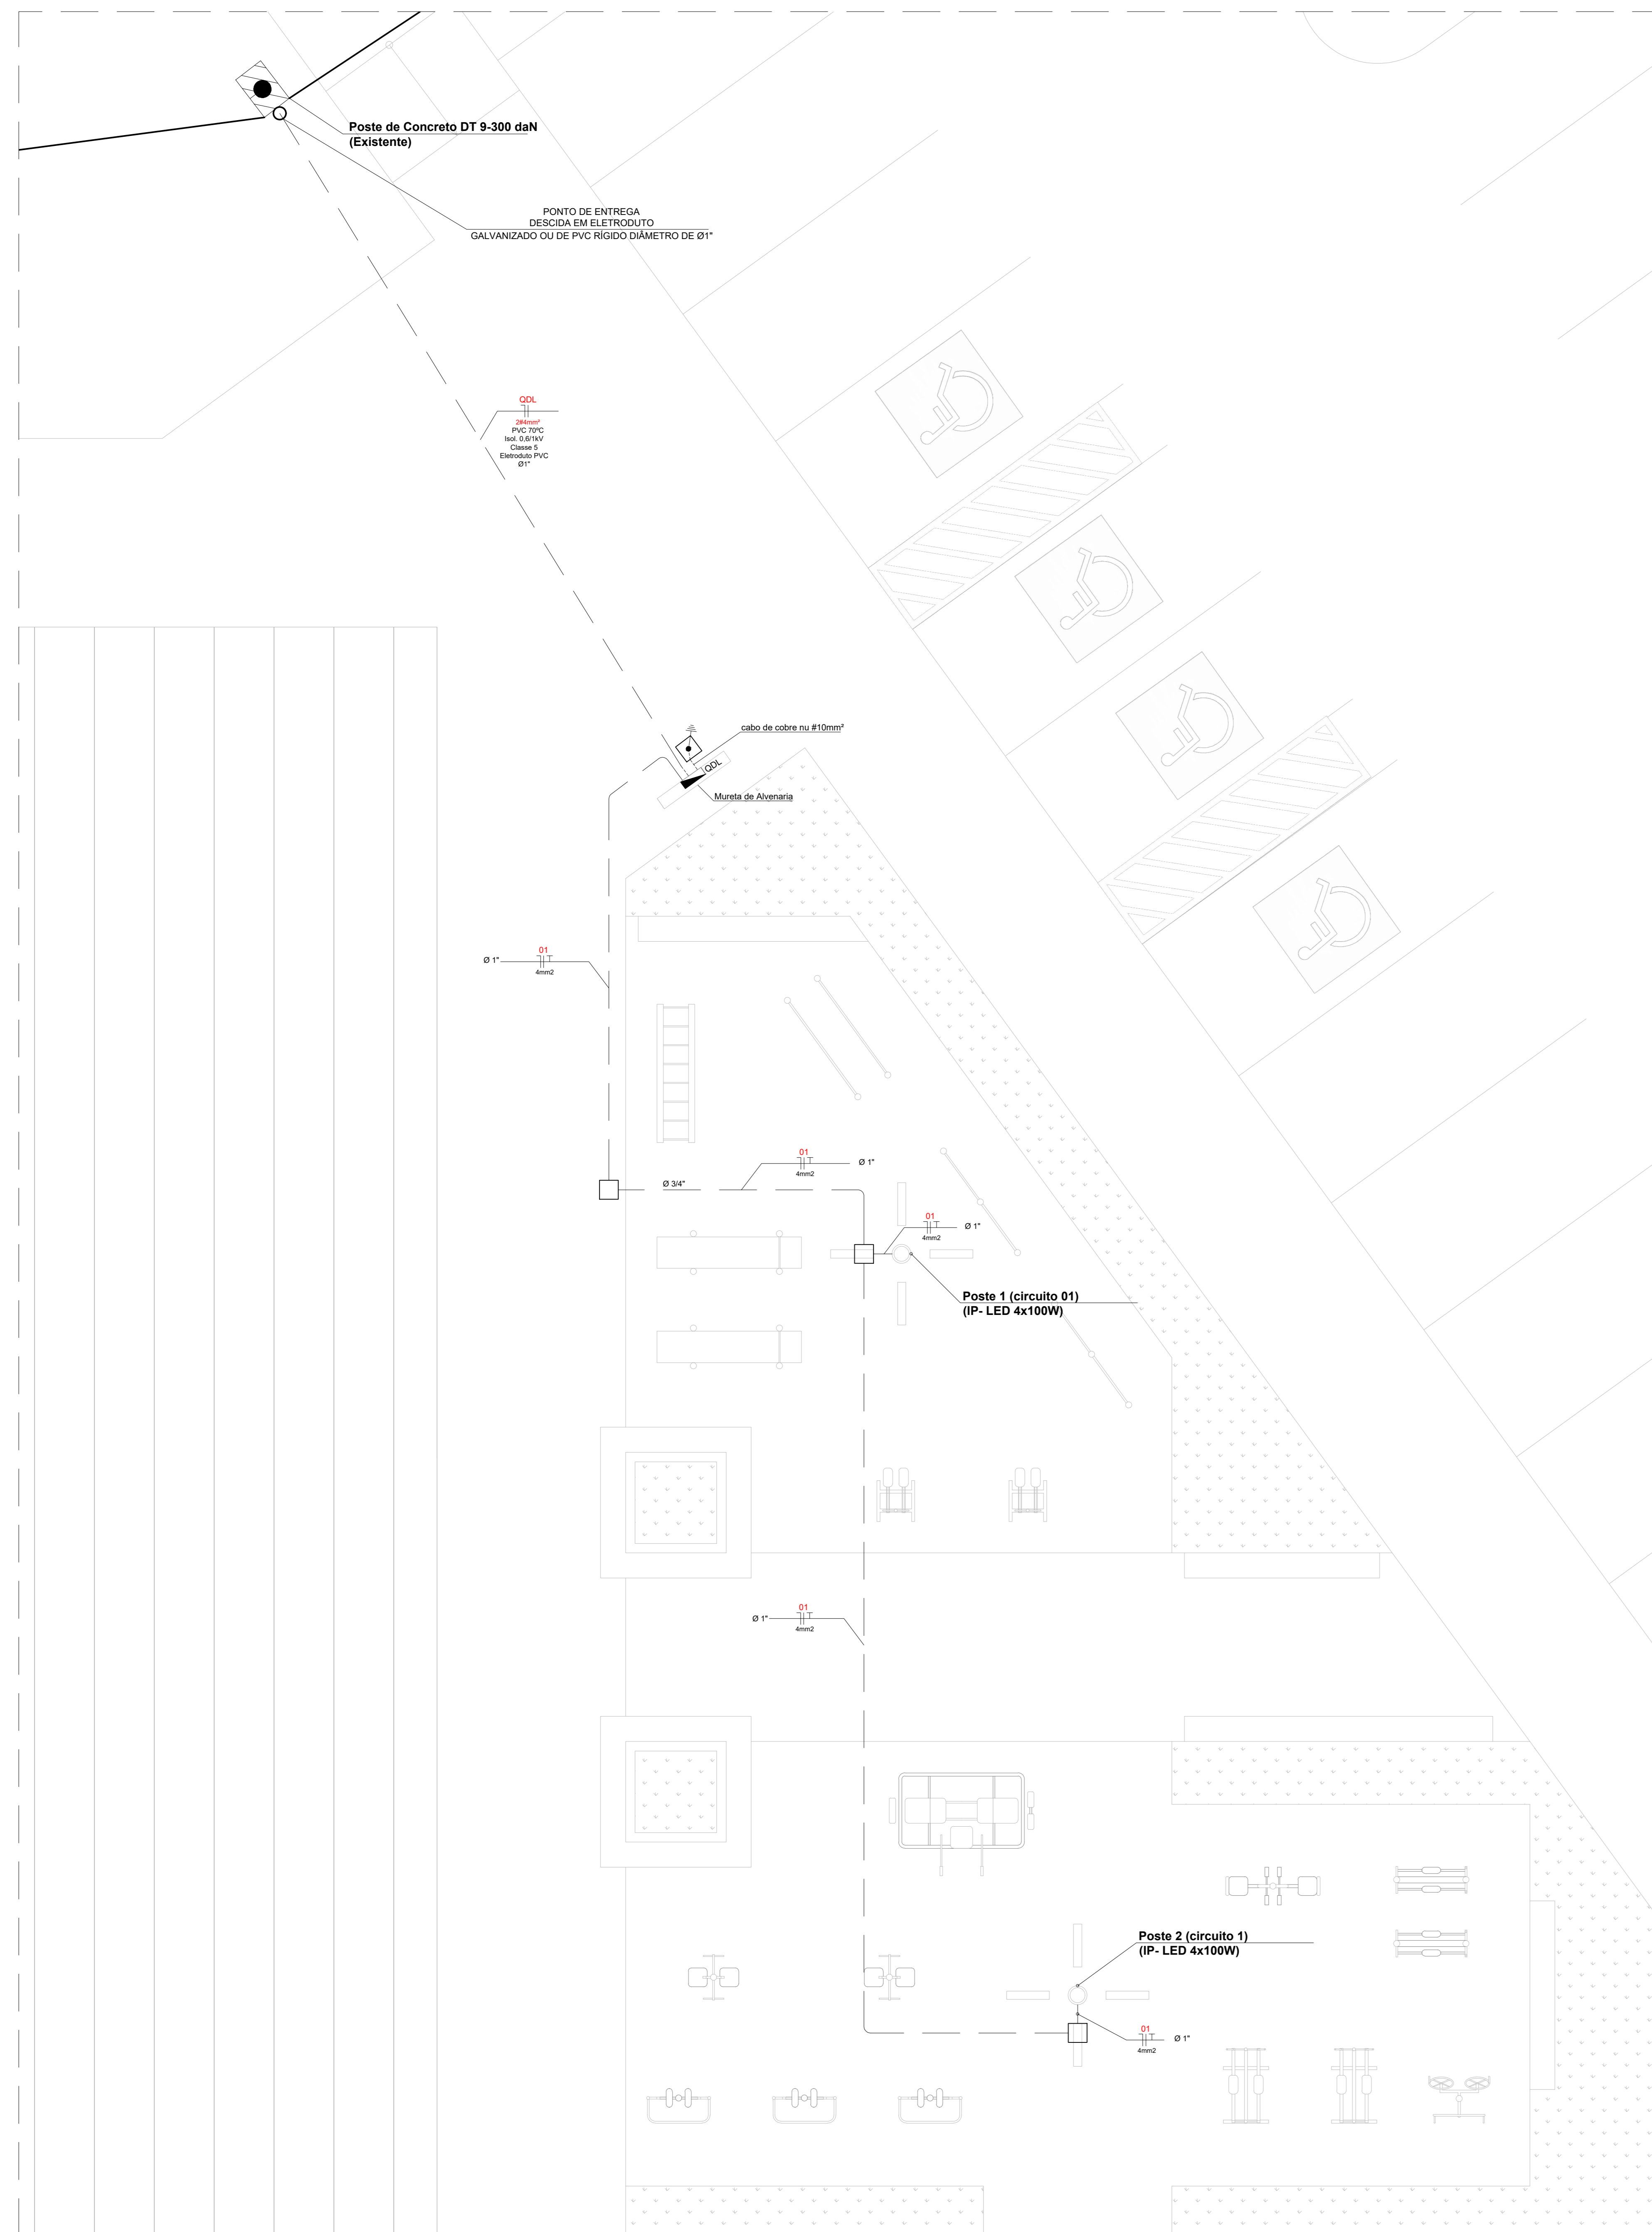 Poste de Concreto DT 9-300 daN
(Existente)
PONTO DE ENTREGA
DESCIDA EM ELETRODUTO
GALVANIZADO OU DE PVC RÍGIDO DIÂMETRO DE Ø1"
QDL
2#4mm²
PVC 70ºC
Isol. 0,6/1kV
Classe 5
Eletroduto PVC
Ø1"
cabo de cobre nu #10mm²
QDL
Mureta de Alvenaria
01
Ø 1"
4mm2
01
Ø 1"
4mm2
Ø 3/4"
01
Ø 1"
4mm2
Poste 1 (circuito 01)
(IP- LED 4x100W)
01
Ø 1"
4mm2
Poste 2 (circuito 1)
(IP- LED 4x100W)
01
Ø 1"
4mm2